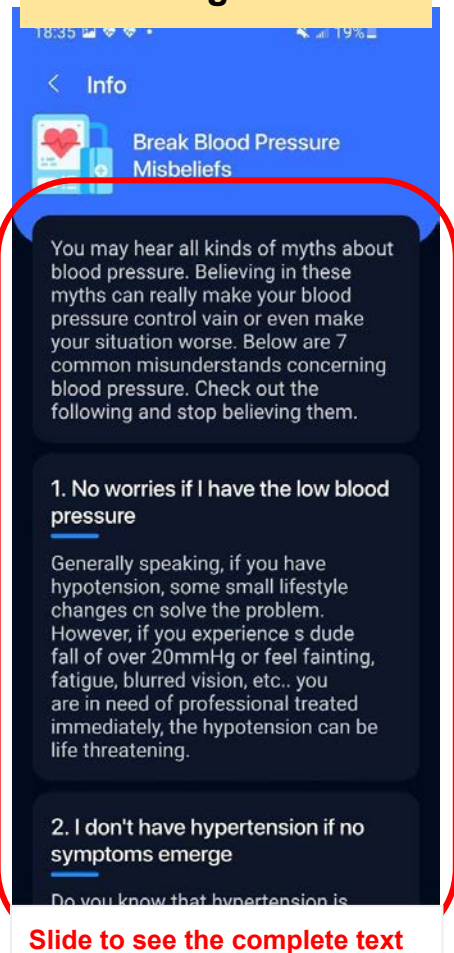 18:35
19%
Info
Break Blood Pressure
Misbeliefs
You may hear all kinds of myths about
blood pressure. Believing in these
myths can really make your blood
pressure control vain or even make
your situation worse. Below are 7
common misunderstands concerning
blood pressure. Check out the
following and stop believing them.
1. No worries if I have the low blood
pressure
Generally speaking, if you have
hypotension, some small lifestyle
changes cn solve the problem.
However, if you experience s dude
fall of over 20mmHg or feel fainting,
fatigue, blurred vision, etc.. you
are in need of professional treated
immediately, the hypotension can be
life threatening.
2. I don't have hypertension if no
symptoms emerge
Do you know that hypertension is
Slide to see the complete text